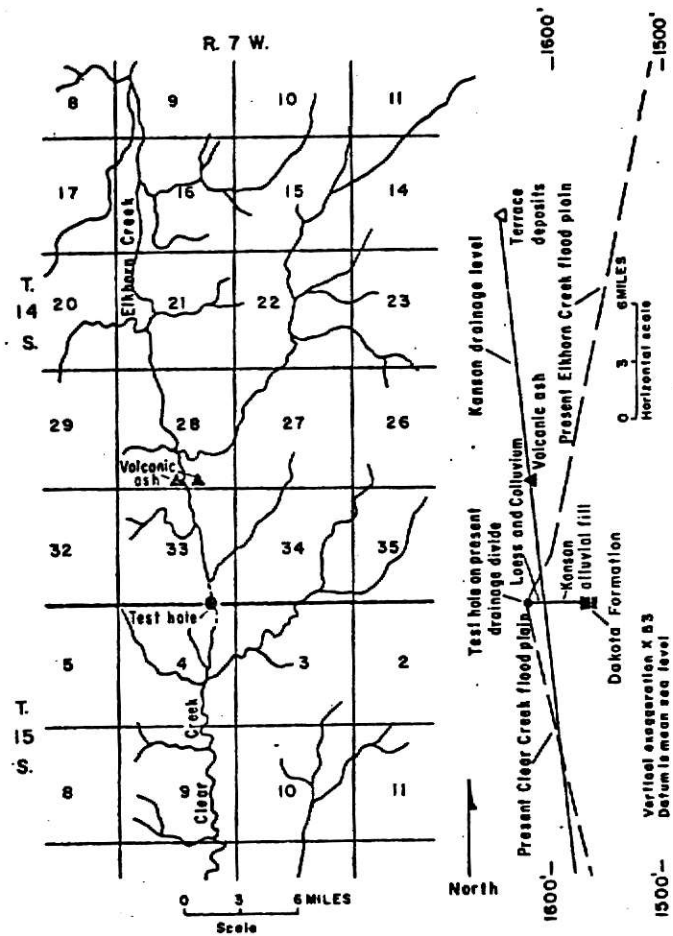 R. 7 W.
8
9
10
11
17
16
15
14
T.
14
S.
20
21
22
23
29
28
27
26
32
33
34
35
T.
15
S.
5
4
3
2
8
9
10
11
Elkhorn Creek
Volcanic
ash
Test hole
Creek
Clear
0 3 6 MILES
Scale
North
1600'
1500'
Terrace
deposits
Kansan drainage level
Present Elkhorn Creek flood plain
0 3 6 MILES
Horizontal scale
Volcanic ash
Loess and Colluvium
Test hole on present
drainage divide
Kansan
alluvial fill
Dakota Formation
Present Clear Creek flood plain
Vertical exaggeration X 83
Datum is mean sea level
1600'
1500'